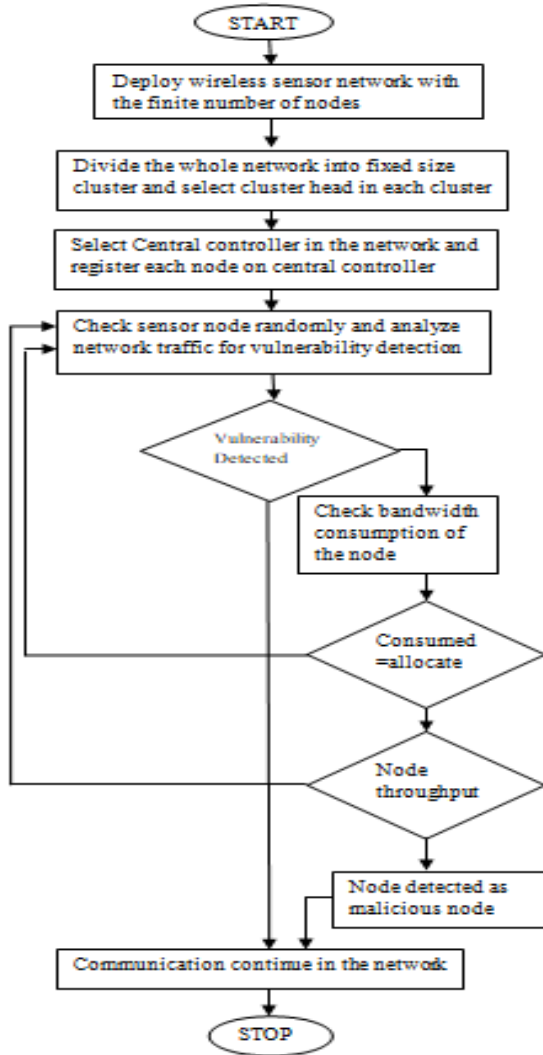 START
Deploy wireless sensor network with
the finite number of nodes
Divide the whole network into fixed size
cluster and select cluster head in each cluster
Select Central controller in the network and
register each node on central controller
Check sensor node randomly and analyze
network traffic for vulnerability detection
Vulnerability
Detected
Check bandwidth
consumption of
the node
Consumed
=allocate
Node
throughput
Node detected as
malicious node
Communication continue in the network
STOP